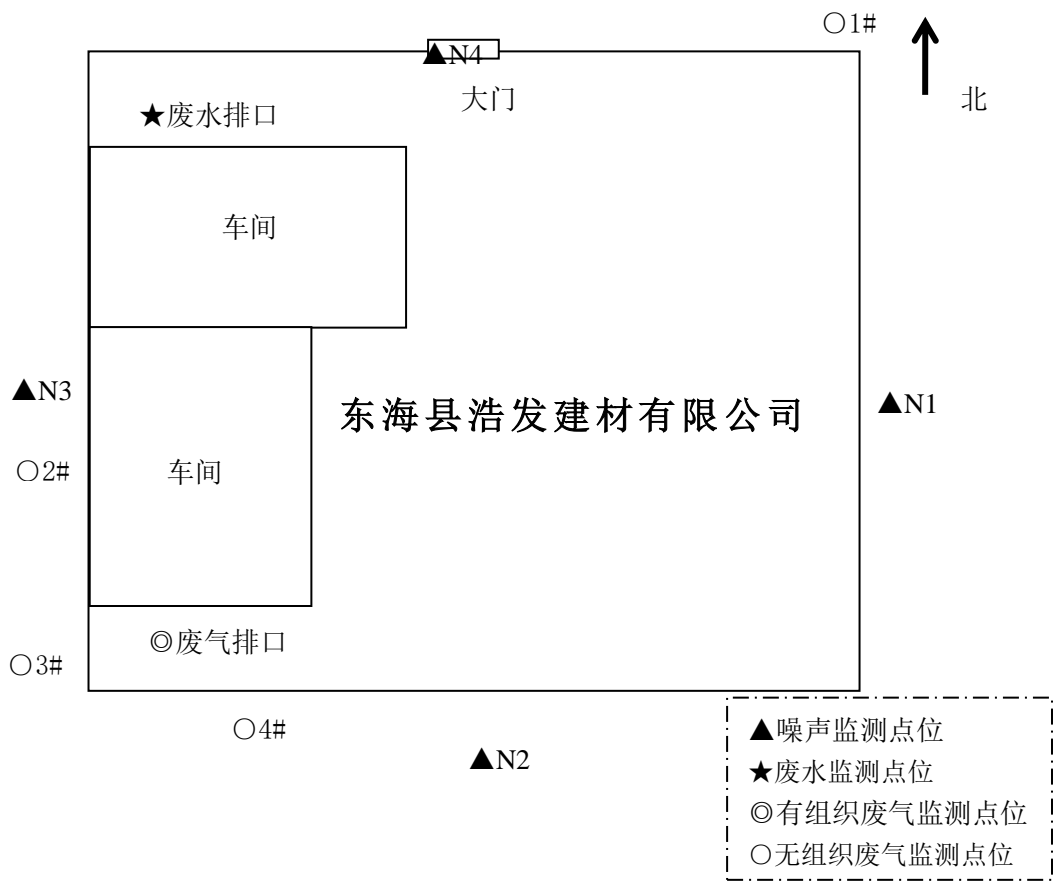 ○1#
▲N4
大门
北
★废水排口
车间
▲N3
东海县浩发建材有限公司
▲N1
○2#
车间
◎废气排口
○3#
○4#
▲N2
▲噪声监测点位
★废水监测点位
◎有组织废气监测点位
○无组织废气监测点位